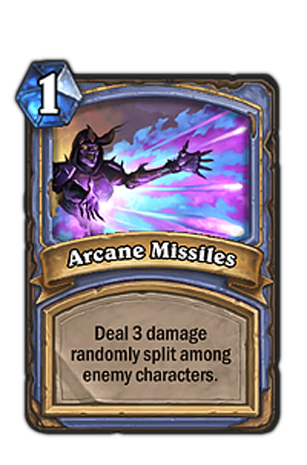 1
Arcane Missiles
Deal 3 damage
randomly split among
enemy characters.